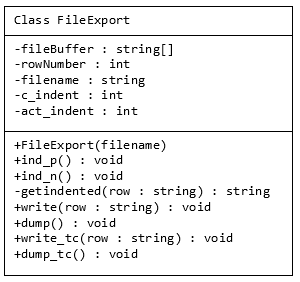 Class FileExport
-fileBuffer : string[]
-rowNumber : int
-filename : string
-c_indent : int
-act_indent : int
+FileExport(filename)
+ind_p() : void
+ind_n() : void
-getindented(row : string) : string
+write(row : string) : void
+dump() : void
+write_tc(row : string) : void
+dump_tc() : void